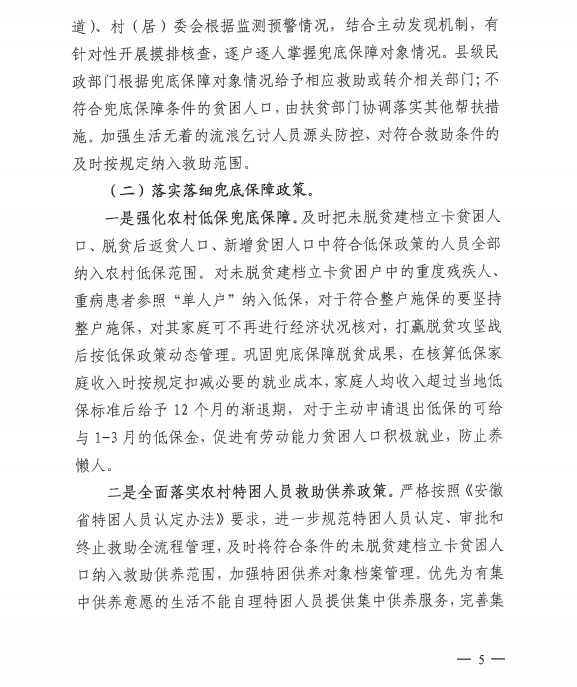 道）、村（居）委会根据监测预警情况，结合主动发现机制，有
针对性开展摸排核查，逐户逐人掌握兜底保障对象情况。县级民
政部门根据兜底保障对象情况给予相应救助或转介相关部门；不
符合兜底保障条件的贫困人口，由扶贫部门协调落实其他帮扶措
施。加强生活无着的流浪乞讨人员源头防控，对符合救助条件的
及时按规定纳入救助范围。
（二）落实落细兜底保障政策。
一是强化农村低保兜底保障。及时把未脱贫建档立卡贫困人
口、脱贫后返贫人口、新增贫困人口中符合低保政策的人员全部
纳入农村低保范围。对未脱贫建档立卡贫困户中的重度残疾人、
重病患者参照“单人户”纳入低保，对于符合整户施保的要坚持
整户施保，对其家庭可不再进行经济状况核对，打赢脱贫攻坚战
后按低保政策动态管理。巩固兜底保障脱贫成果，在核算低保家
庭收入时按规定扣减必要的就业成本，家庭人均收入超过当地低
保标准后给予 12 个月的渐退期，对于主动申请退出低保的可给
与 1-3 月的低保金，促进有劳动能力贫困人口积极就业，防止养
懒人。
二是全面落实农村特困人员救助供养政策。严格按照《安徽
省特困人员认定办法》要求，进一步规范特困人员认定、审批和
终止救助全流程管理，及时将符合条件的未脱贫建档立卡贫困人
口纳入救助供养范围，加强特困供养对象档案管理。优先为有集
中供养意愿的生活不能自理特困人员提供集中供养服务，完善集
— 5 —